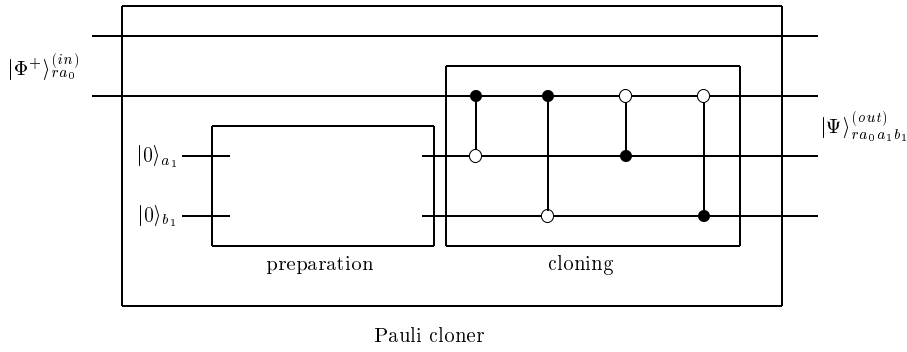 |Φ⁺⟩_{ra₀}^{(in)}
|Ψ⟩_{ra₀a₁b₁}^{(out)}
|0⟩_{a₁}
|0⟩_{b₁}
preparation
cloning
Pauli cloner